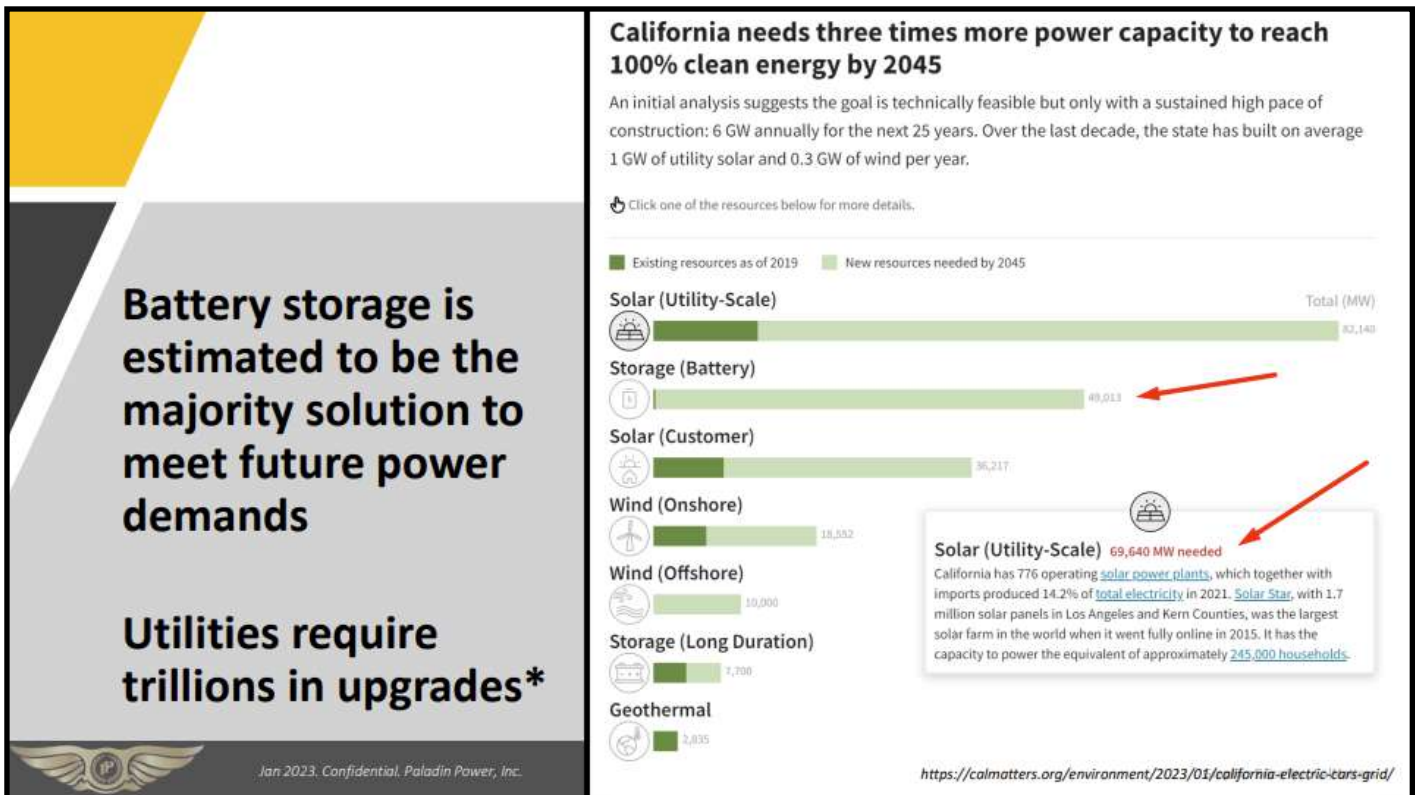 Battery storage is
estimated to be the
majority solution to
meet future power
demands
Utilities require
trillions in upgrades*
Jan 2023. Confidential. Paladin Power, Inc.
California needs three times more power capacity to reach
100% clean energy by 2045
An initial analysis suggests the goal is technically feasible but only with a sustained high pace of
construction: 6 GW annually for the next 25 years. Over the last decade, the state has built on average
1 GW of utility solar and 0.3 GW of wind per year.
Click one of the resources below for more details.
Existing resources as of 2019 New resources needed by 2045
Solar (Utility-Scale) Total (MW)
82,140
Storage (Battery)
49,013
Solar (Customer)
36,217
Wind (Onshore)
18,552
Wind (Offshore)
10,000
Storage (Long Duration)
7,700
Geothermal
2,835
Solar (Utility-Scale) 69,640 MW needed
California has 776 operating solar power plants, which together with
imports produced 14.2% of total electricity in 2021. Solar Star, with 1.7
million solar panels in Los Angeles and Kern Counties, was the largest
solar farm in the world when it went fully online in 2015. It has the
capacity to power the equivalent of approximately 245,000 households.
https://calmatters.org/environment/2023/01/california-electric-cars-grid/